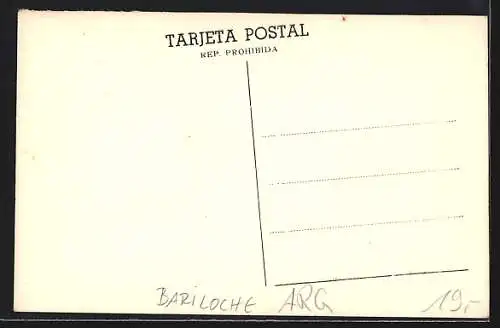 TARJETA POSTAL
REP. PROHIBIDA
BARILOCHE ARG 19,-